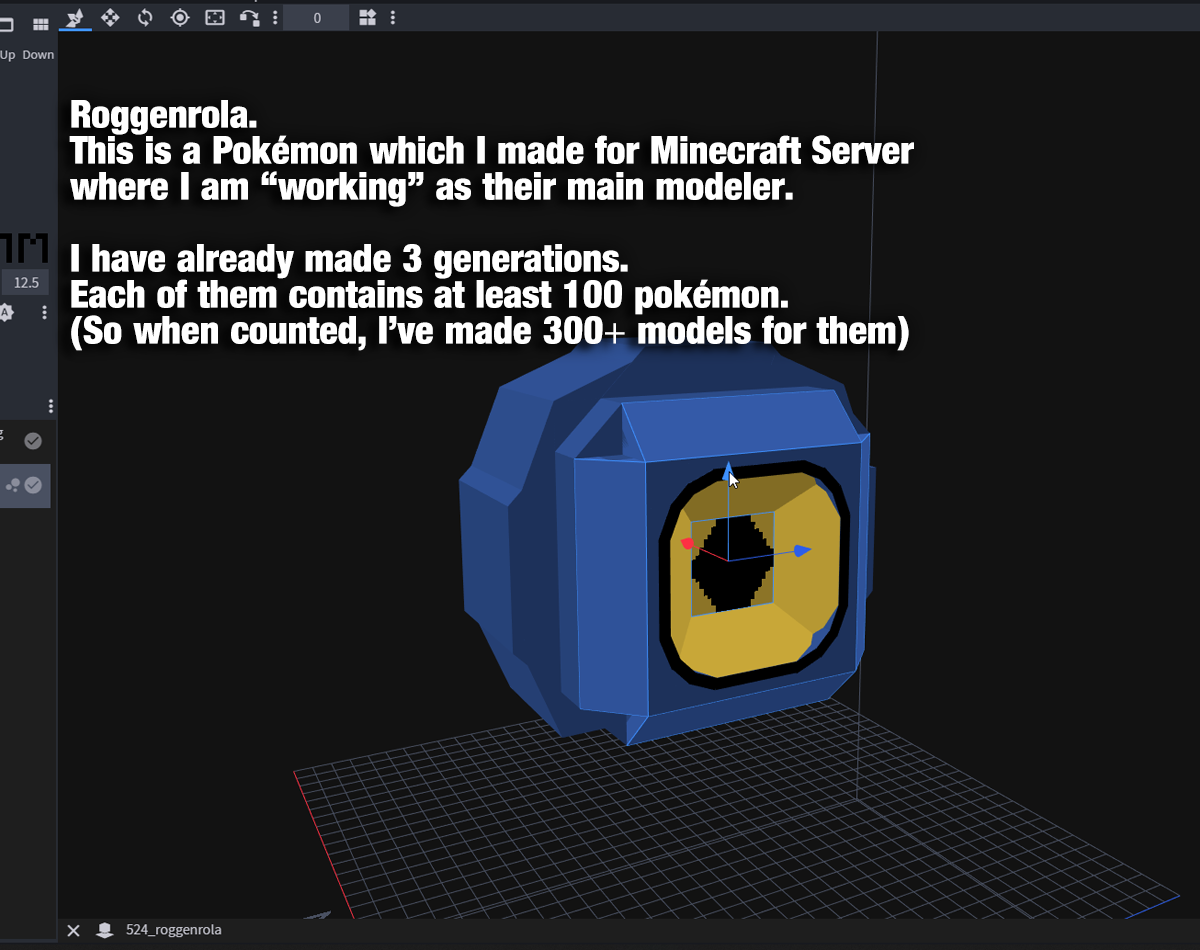 0
Up Down
Roggenrola.
This is a Pokémon which I made for Minecraft Server
where I am “working” as their main modeler.
I have already made 3 generations.
Each of them contains at least 100 pokémon.
(So when counted, I’ve made 300+ models for them)
12.5
524_roggenrola